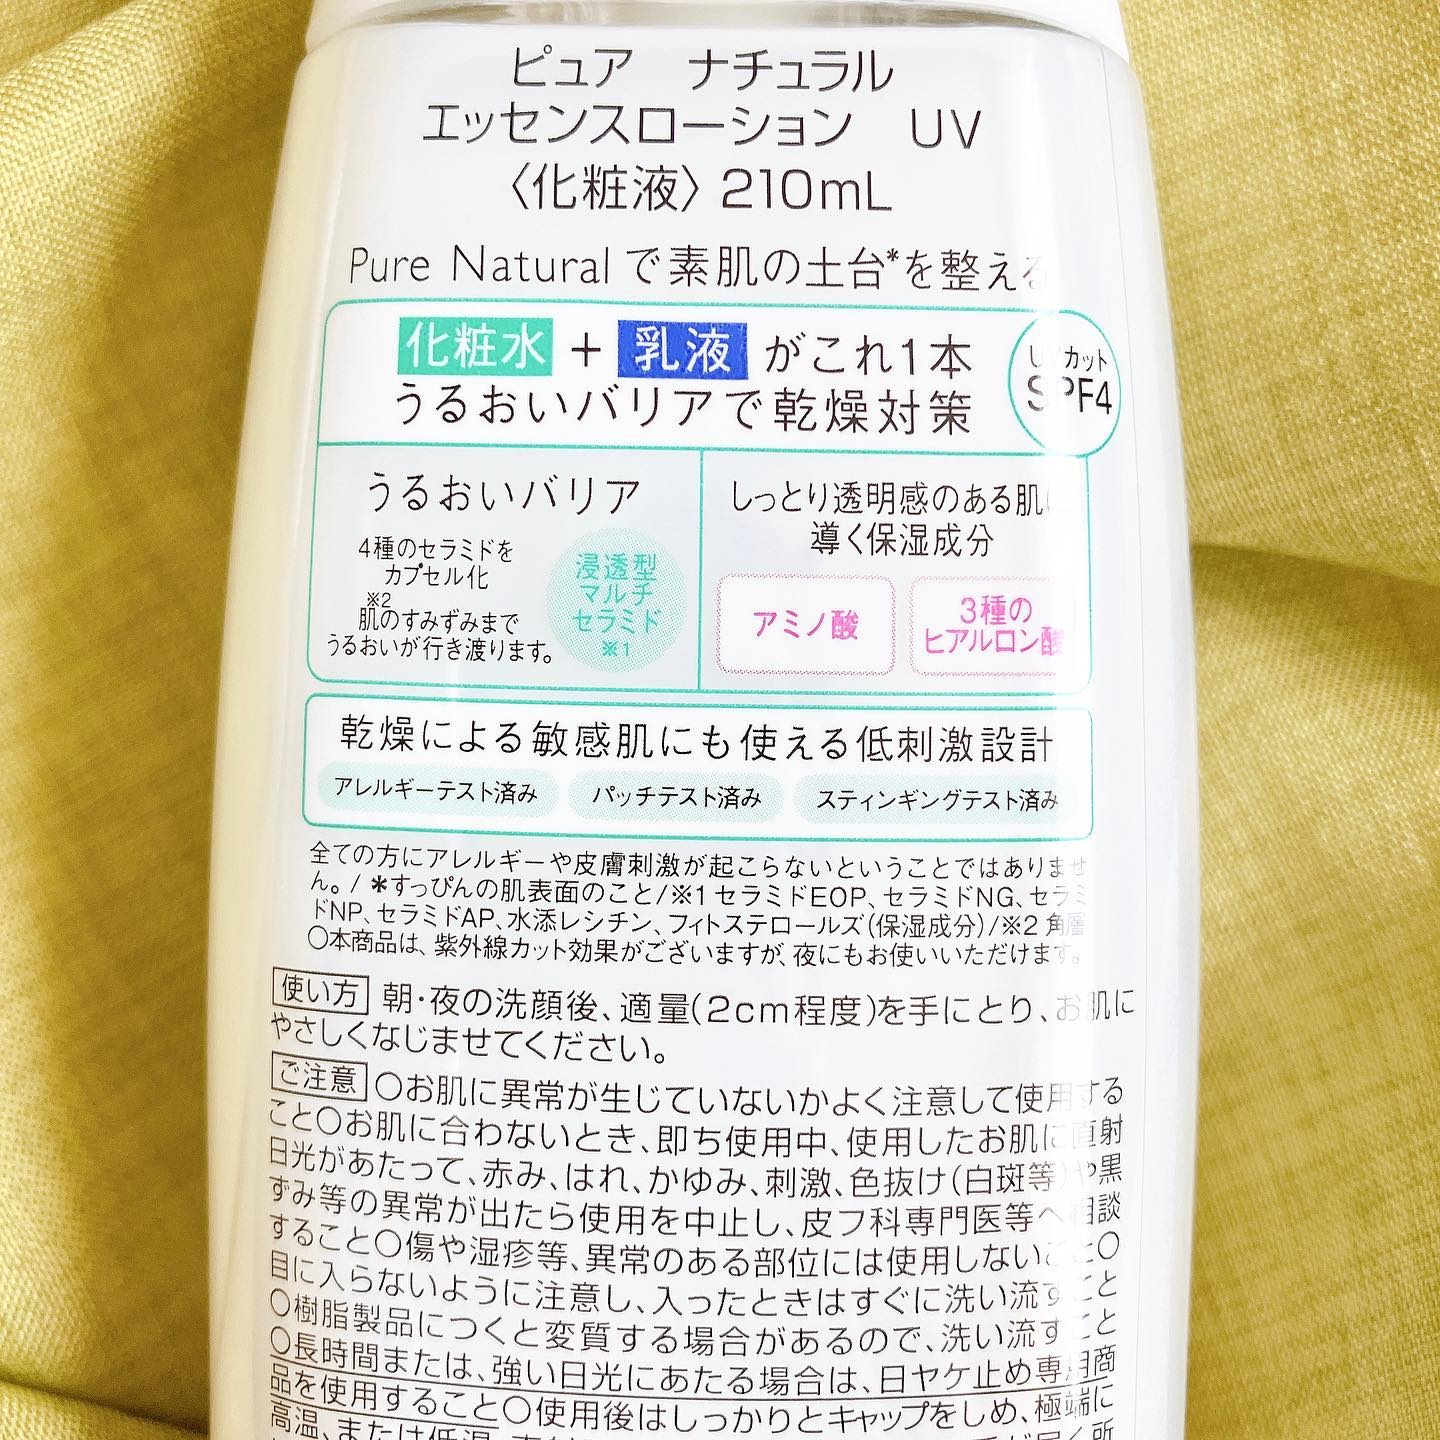 ピュア ナチュラル
エッセンスローション UV
〈化粧液〉210mL
Pure Naturalで素肌の土台*を整える
化粧水 + 乳液 がこれ1本
うるおいバリアで乾燥対策
UVカット
SPF4
うるおいバリア
4種のセラミドを
カプセル化
※2
肌のすみずみまで
うるおいが行き渡ります。
浸透型
マルチ
セラミド
※1
しっとり透明感のある肌に
導く保湿成分
アミノ酸
3種の
ヒアルロン酸
乾燥による敏感肌にも使える低刺激設計
アレルギーテスト済み パッチテスト済み スティンギングテスト済み
全ての方にアレルギーや皮膚刺激が起こらないということではありませ
ん。/ *すっぴんの肌表面のこと/※1 セラミドEOP、セラミドNG、セラミ
ドNP、セラミドAP、水添レシチン、フィトステロールズ(保湿成分)/※2 角層
○本商品は、紫外線カット効果がございますが、夜にもお使いいただけます。
使い方 朝・夜の洗顔後、適量(2cm程度)を手にとり、お肌に
やさしくなじませてください。
ご注意 ○お肌に異常が生じていないかよく注意して使用する
こと○お肌に合わないとき、即ち使用中、使用したお肌に直射
日光があたって、赤み、はれ、かゆみ、刺激、色抜け(白斑等)や黒
ずみ等の異常が出たら使用を中止し、皮フ科専門医等へ相談
すること○傷や湿疹等、異常のある部位には使用しないこと○
目に入らないように注意し、入ったときはすぐに洗い流すこと
○樹脂製品につくと変質する場合があるので、洗い流すこと
○長時間または、強い日光にあたる場合は、日ヤケ止め専用商
品を使用すること○使用後はしっかりとキャップをしめ、極端に
高温、または低温、